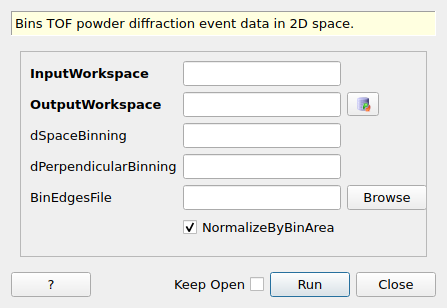 Bins TOF powder diffraction event data in 2D space.
InputWorkspace
OutputWorkspace
dSpaceBinning
dPerpendicularBinning
BinEdgesFile Browse
NormalizeByBinArea
? Keep Open Run Close